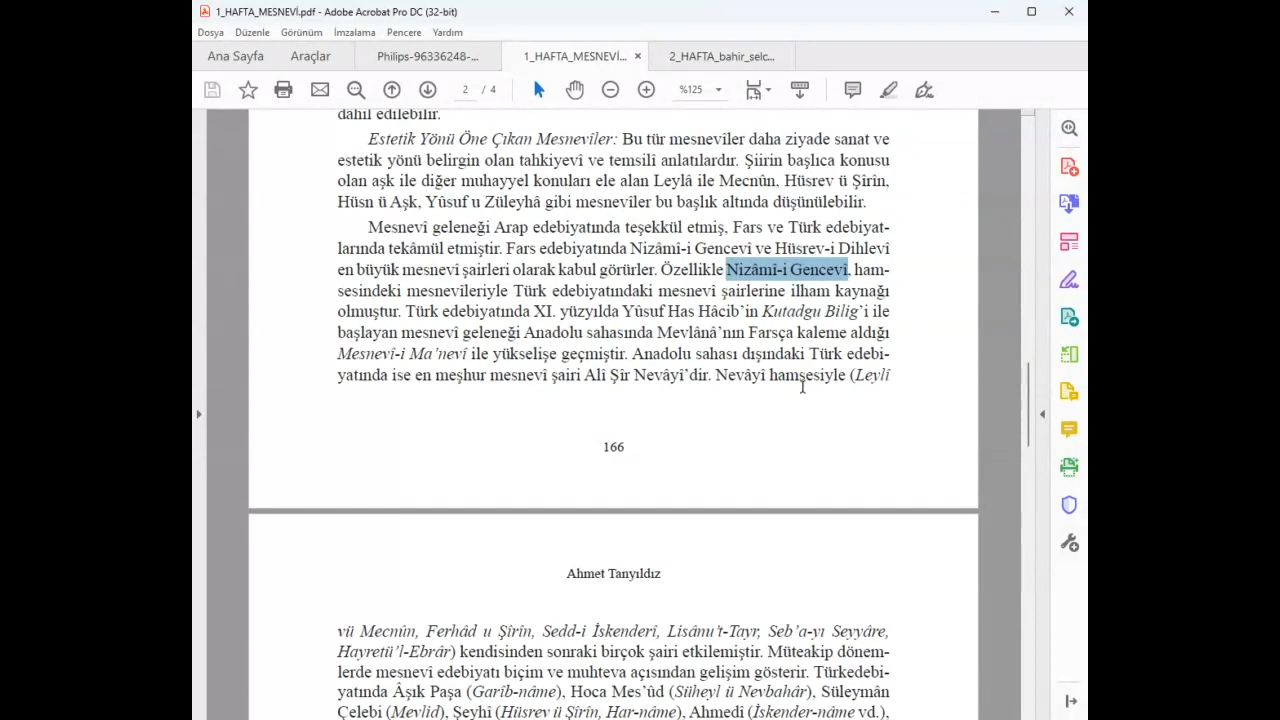 1_HAFTA_MESNEVİ.pdf - Adobe Acrobat Pro DC (32-bit)
Dosya Düzenle Görünüm İmzalama Pencere Yardım
Ana Sayfa Araçlar Philips-96336248-... 1_HAFTA_MESNEVİ... × 2_HAFTA_bahir_selc...
2 / 4 %125
dahil edilebilir.
Estetik Yönü Öne Çıkan Mesnevîler: Bu tür mesnevîler daha ziyade sanat ve
estetik yönü belirgin olan tahkiyevî ve temsilî anlatılardır. Şiirin başlıca konusu
olan aşk ile diğer muhayyel konuları ele alan Leylâ ile Mecnûn, Hüsrev ü Şîrîn,
Hüsn ü Aşk, Yûsuf u Züleyhâ gibi mesnevîler bu başlık altında düşünülebilir.
Mesnevî geleneği Arap edebiyatında teşekkül etmiş, Fars ve Türk edebiyat-
larında tekâmül etmiştir. Fars edebiyatında Nizâmî-i Gencevî ve Hüsrev-i Dihlevî
en büyük mesnevî şairleri olarak kabul görürler. Özellikle Nizâmî-i Gencevî, ham-
sesindeki mesnevîleriyle Türk edebiyatındaki mesnevî şairlerine ilham kaynağı
olmuştur. Türk edebiyatında XI. yüzyılda Yûsuf Has Hâcib’in Kutadgu Bilig’i ile
başlayan mesnevî geleneği Anadolu sahasında Mevlânâ’nın Farsça kaleme aldığı
Mesnevî-i Ma’nevî ile yükselişe geçmiştir. Anadolu sahası dışındaki Türk edebi-
yatında ise en meşhur mesnevî şairi Alî Şîr Nevâyî’dir. Nevâyî hamsesiyle (Leylî
166
Ahmet Tanyıldız
vü Mecnûn, Ferhâd u Şîrîn, Sedd-i İskenderî, Lisânu’t-Tayr, Seb’a-yı Seyyâre,
Hayretü’l-Ebrâr) kendisinden sonraki birçok şairi etkilemiştir. Müteakip dönem-
lerde mesnevî edebiyatı biçim ve muhteva açısından gelişim gösterir. Türkedebi-
yatında Âşık Paşa (Garîb-nâme), Hoca Mes’ûd (Süheyl ü Nevbahâr), Süleymân
Çelebi (Mevlid), Şeyhî (Hüsrev ü Şîrîn, Har-nâme), Ahmedî (İskender-nâme vd.),